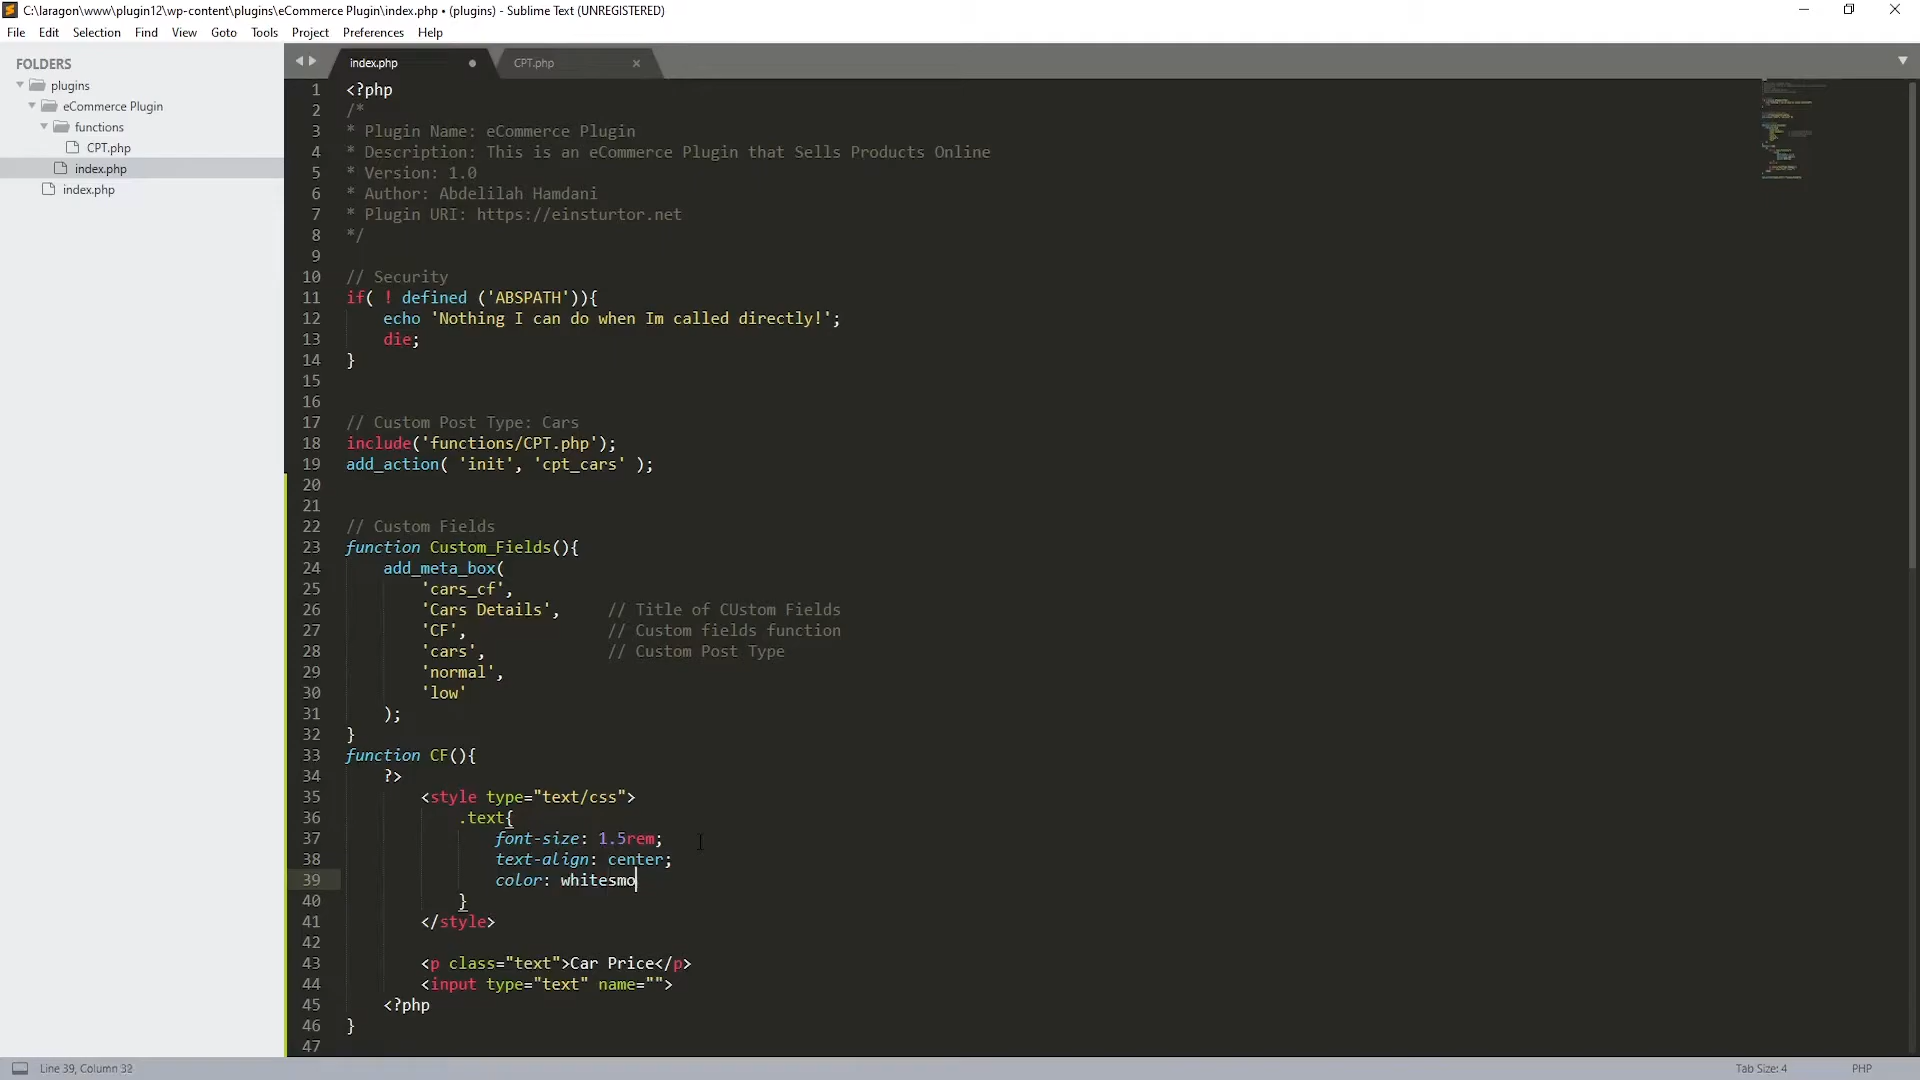 C:\laragon\www\plugin12\wp-content\plugins\eCommerce Plugin\index.php • (plugins) - Sublime Text (UNREGISTERED)
File Edit Selection Find View Goto Tools Project Preferences Help
FOLDERS
plugins
eCommerce Plugin
functions
CPT.php
index.php
index.php
index.php CPT.php
1 <?php
2 /*
3 * Plugin Name: eCommerce Plugin
4 * Description: This is an eCommerce Plugin that Sells Products Online
5 * Version: 1.0
6 * Author: Abdelilah Hamdani
7 * Plugin URI: https://einsturtor.net
8 */
9
10 // Security
11 if( ! defined ('ABSPATH')){
12 echo 'Nothing I can do when Im called directly!';
13 die;
14 }
15
16
17 // Custom Post Type: Cars
18 include('functions/CPT.php');
19 add_action( 'init', 'cpt_cars' );
20
21
22 // Custom Fields
23 function Custom_Fields(){
24 add_meta_box(
25 'cars_cf',
26 'Cars Details', // Title of CUstom Fields
27 'CF', // Custom fields function
28 'cars', // Custom Post Type
29 'normal',
30 'low'
31 );
32 }
33 function CF(){
34 ?>
35 <style type="text/css">
36 .text{
37 font-size: 1.5rem;
38 text-align: center;
39 color: whitesmo
40 }
41 </style>
42
43 <p class="text">Car Price</p>
44 <input type="text" name="">
45 <?php
46 }
47
Line 39, Column 32 Tab Size: 4 PHP